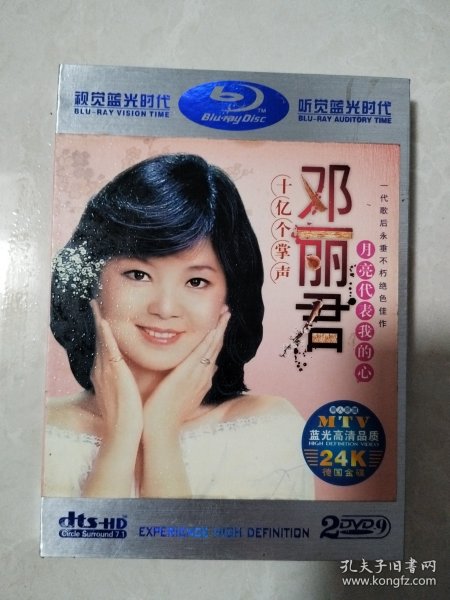 视觉蓝光时代
BLU-RAY VISION TIME
Blu-ray Disc
TM
听觉蓝光时代
BLU-RAY AUDITORY TIME
十亿个掌声
邓丽君
一代歌后永垂不朽绝色佳作
月亮代表我的心
MTV
蓝光高清品质
HIGH DEFINITION VIDEO
24K
德国金碟
dts-HD
Circle Surround 7.1
EXPERIENCE HIGH DEFINITION
2DVD9
孔夫子旧书网
www.kongfz.com